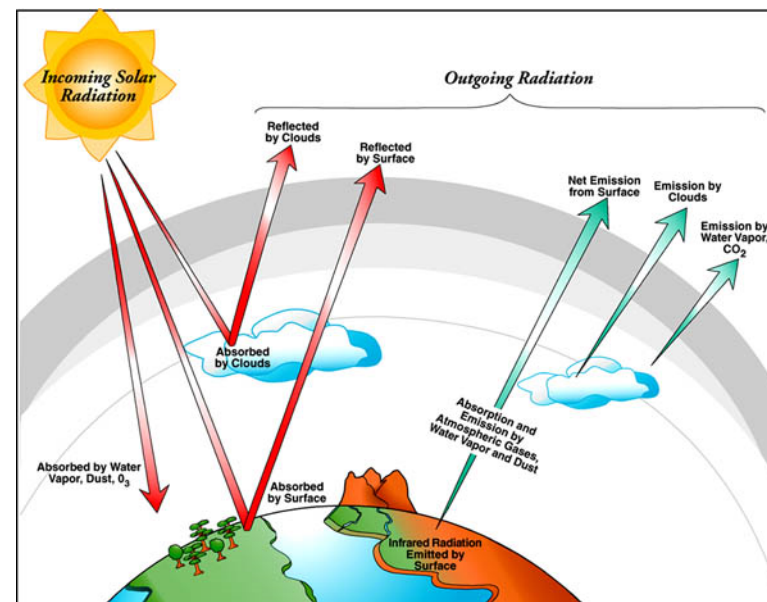 Incoming Solar
Radiation
Outgoing Radiation
Reflected
by Clouds
Reflected
by Surface
Net Emission
from Surface
Emission by
Clouds
Emission by
Water Vapor,
CO2
Absorbed
by Clouds
Absorption and
Emission by
Atmospheric Gases,
Water Vapor and Dust
Absorbed by Water
Vapor, Dust, 03
Absorbed
by Surface
Infrared Radiation
Emitted by
Surface